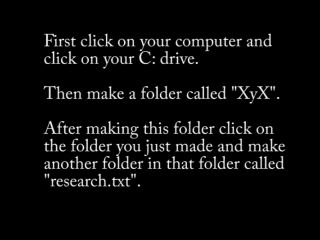 First click on your computer and
click on your C: drive.
Then make a folder called "XyX".
After making this folder click on
the folder you just made and make
another folder in that folder called
"research.txt".